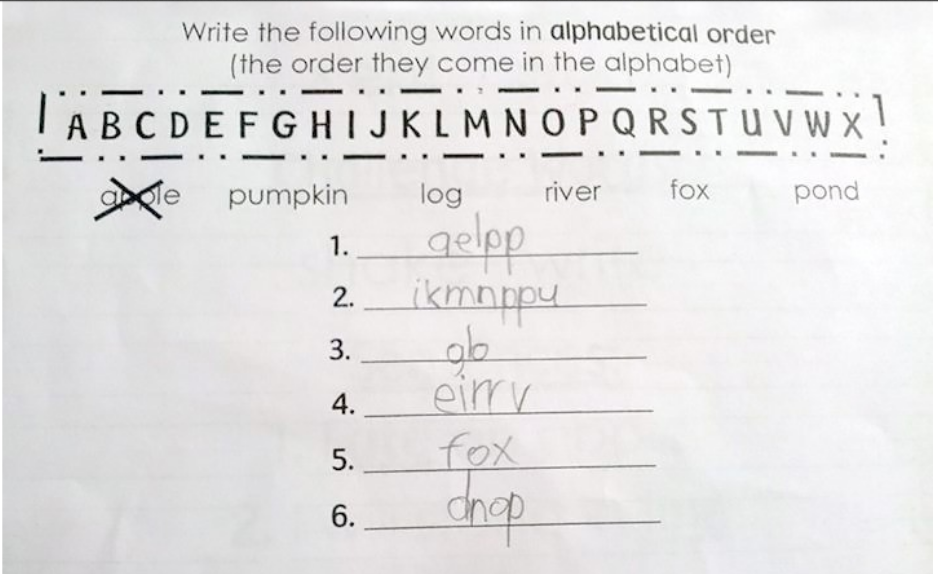 Write the following words in alphabetical order
(the order they come in the alphabet)
A B C D E F G H I J K L M N O P Q R S T U V W X
apple pumpkin log river fox pond
1. aelpp
2. ikmnppu
3. glo
4. eirrv
5. fox
6. dnop